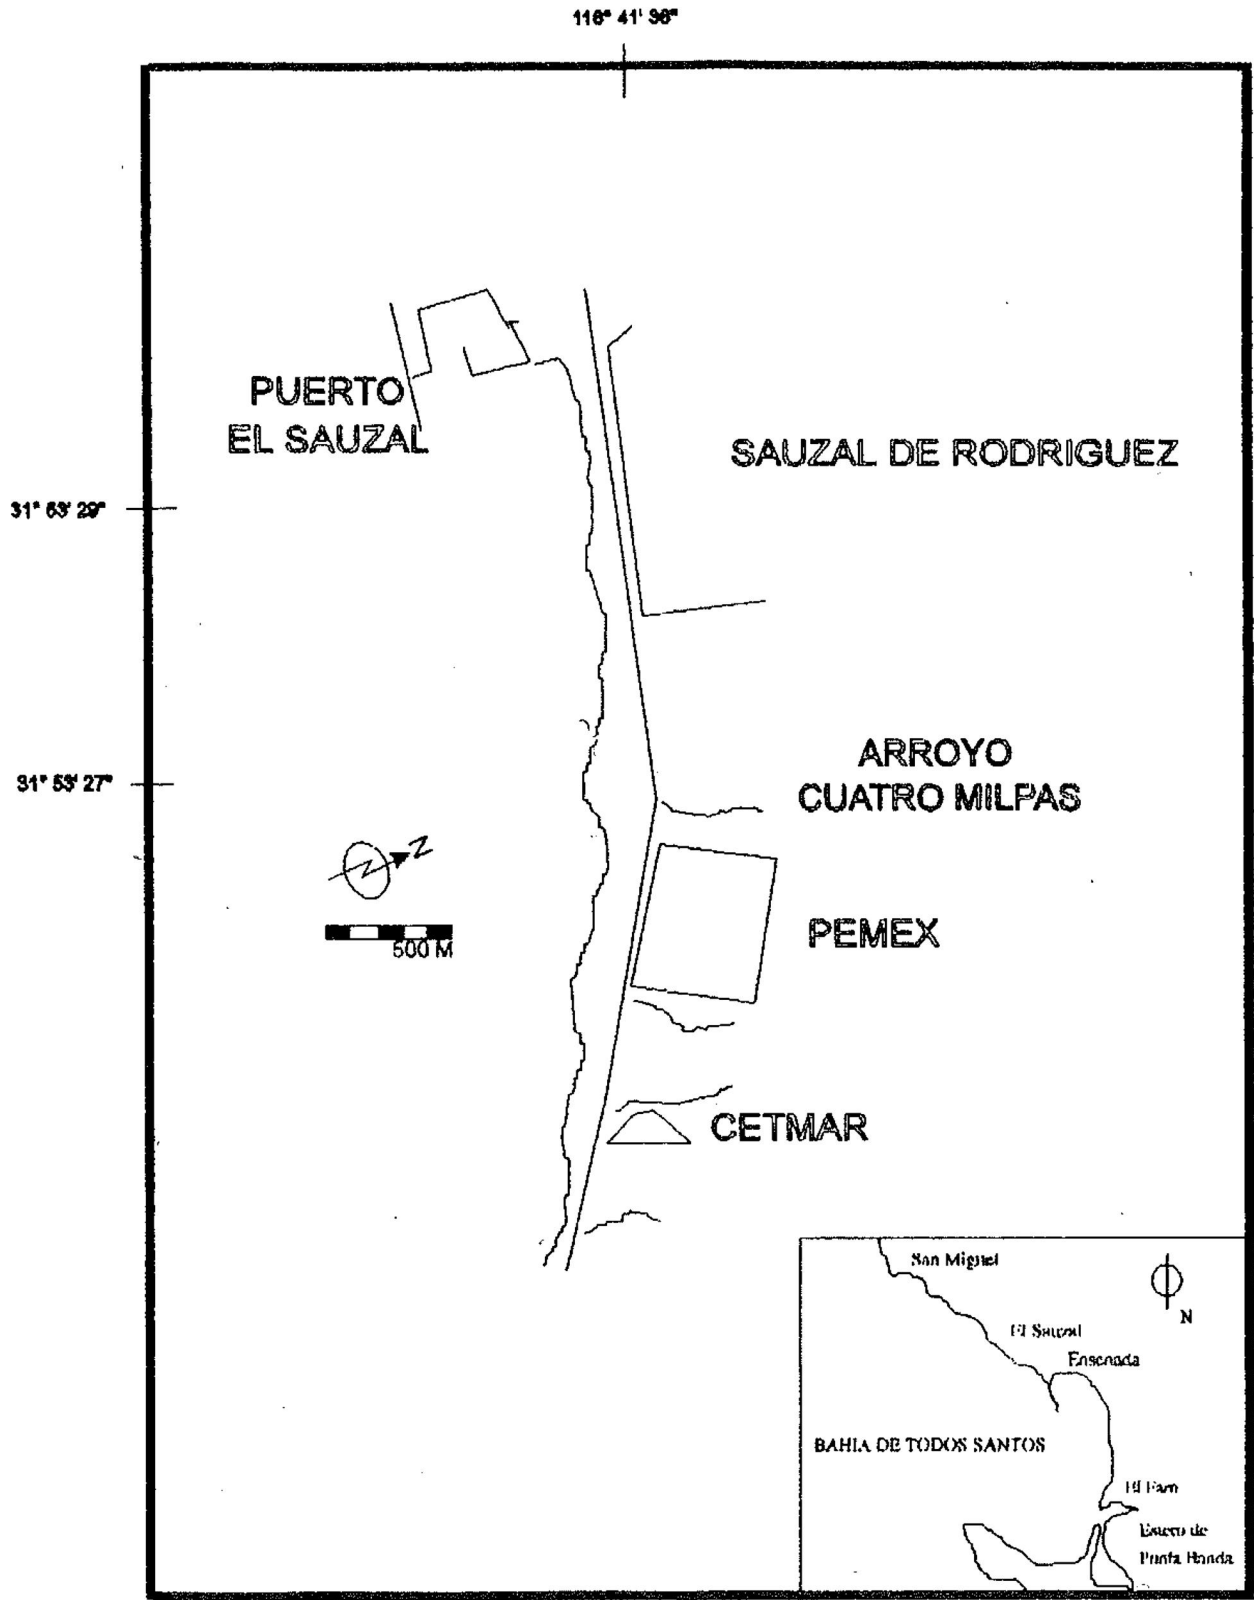 116° 41' 36"
PUERTO
EL SAUZAL
SAUZAL DE RODRIGUEZ
31° 53' 29"
ARROYO
CUATRO MILPAS
31° 53' 27"
N
N
500 M
PEMEX
CETMAR
San Miguel
N
El Sauzal
Ensenada
BAHIA DE TODOS SANTOS
El Faro
Estero de
Punta Banda